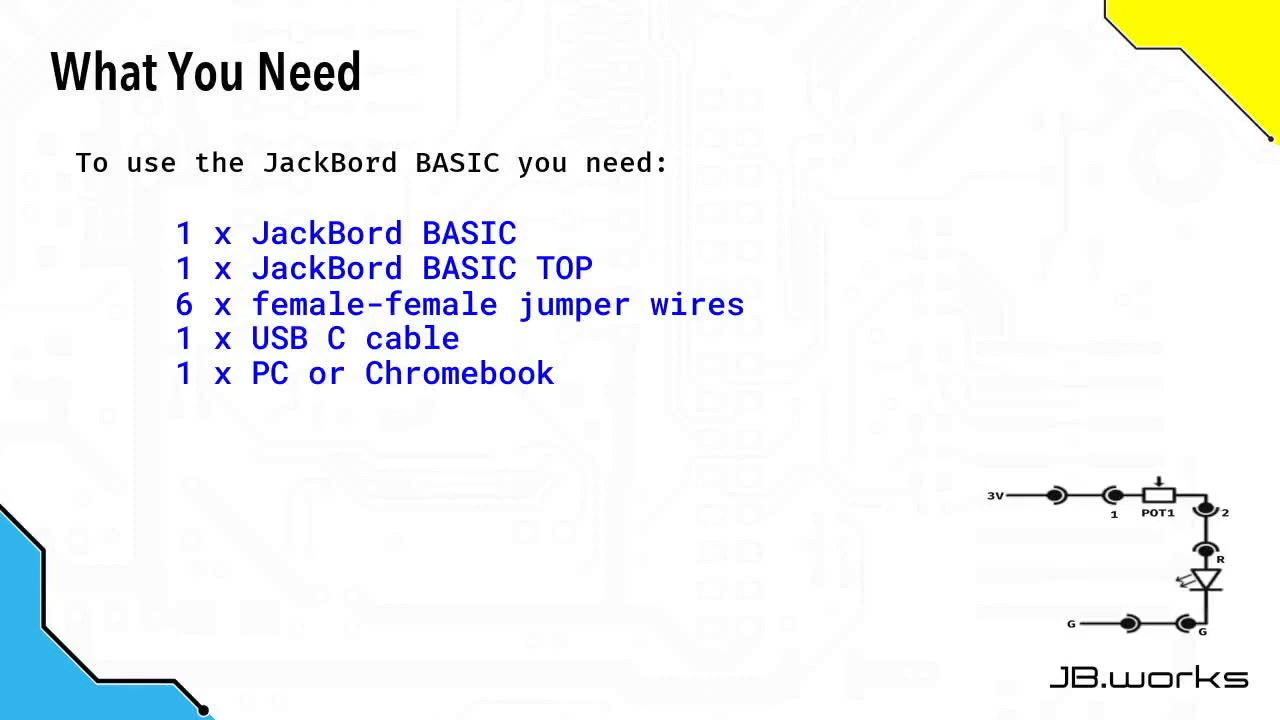 What You Need
To use the JackBord BASIC you need:
1 x JackBord BASIC
1 x JackBord BASIC TOP
6 x female-female jumper wires
1 x USB C cable
1 x PC or Chromebook
3V
1
POT1
2
R
G
G
JB.works